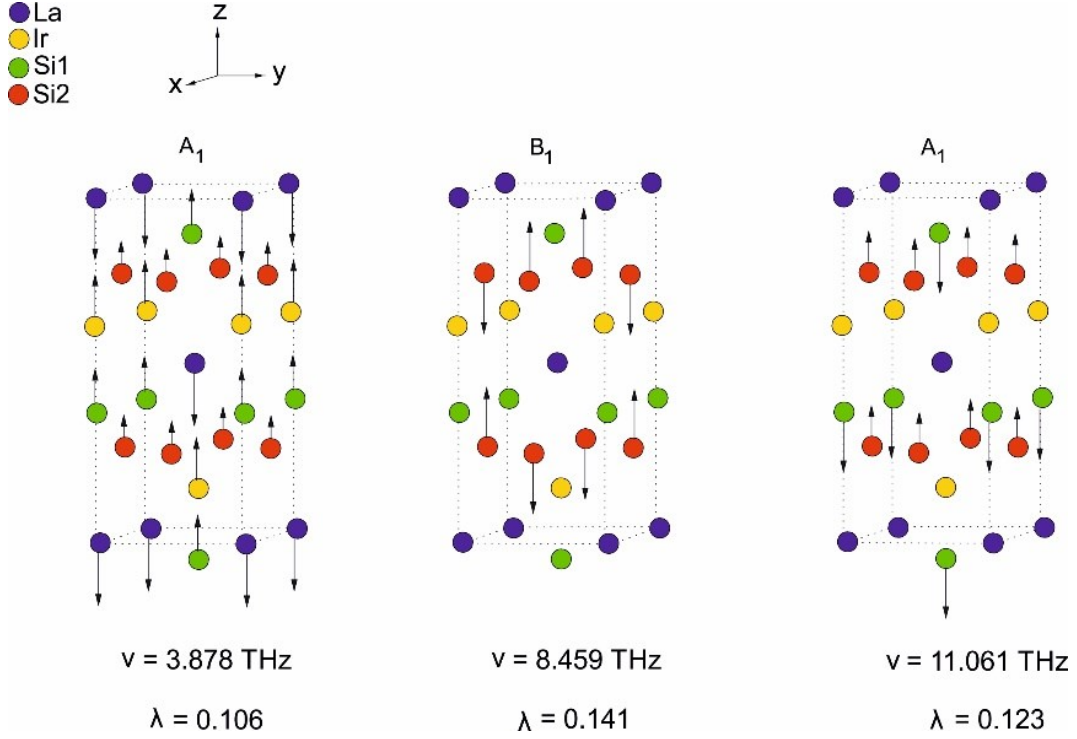 La
Ir
Si1
Si2
z
x
y
A1
B1
A1
ν = 3.878 THz
ν = 8.459 THz
ν = 11.061 THz
λ = 0.106
λ = 0.141
λ = 0.123